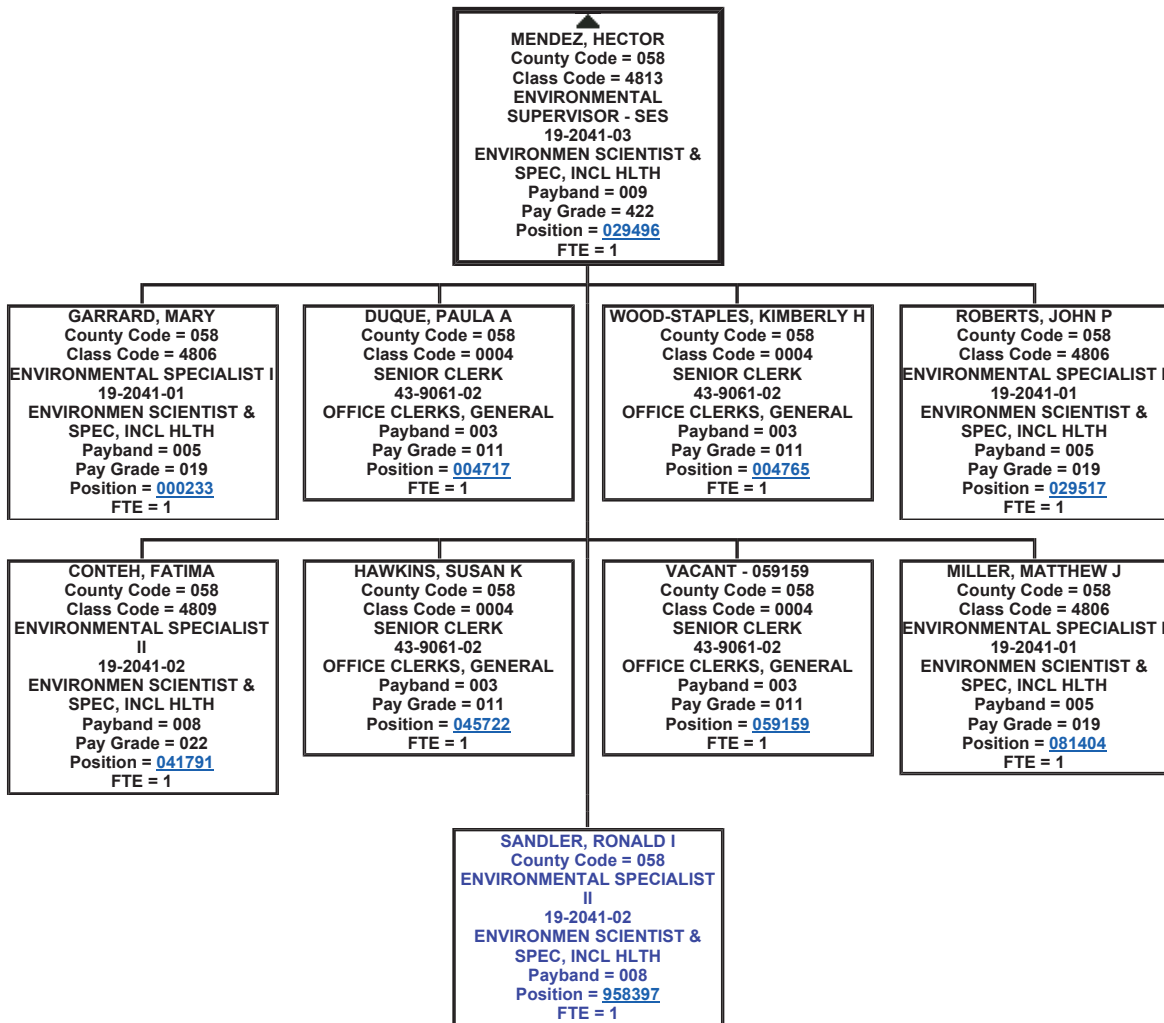 MENDEZ, HECTOR
County Code = 058
Class Code = 4813
ENVIRONMENTAL
SUPERVISOR - SES
19-2041-03
ENVIRONMEN SCIENTIST &
SPEC, INCL HLTH
Payband = 009
Pay Grade = 422
Position = 029496
FTE = 1
GARRARD, MARY
County Code = 058
Class Code = 4806
ENVIRONMENTAL SPECIALIST I
19-2041-01
ENVIRONMEN SCIENTIST &
SPEC, INCL HLTH
Payband = 005
Pay Grade = 019
Position = 000233
FTE = 1
DUQUE, PAULA A
County Code = 058
Class Code = 0004
SENIOR CLERK
43-9061-02
OFFICE CLERKS, GENERAL
Payband = 003
Pay Grade = 011
Position = 004717
FTE = 1
WOOD-STAPLES, KIMBERLY H
County Code = 058
Class Code = 0004
SENIOR CLERK
43-9061-02
OFFICE CLERKS, GENERAL
Payband = 003
Pay Grade = 011
Position = 004765
FTE = 1
ROBERTS, JOHN P
County Code = 058
Class Code = 4806
ENVIRONMENTAL SPECIALIST I
19-2041-01
ENVIRONMEN SCIENTIST &
SPEC, INCL HLTH
Payband = 005
Pay Grade = 019
Position = 029517
FTE = 1
CONTEH, FATIMA
County Code = 058
Class Code = 4809
ENVIRONMENTAL SPECIALIST
II
19-2041-02
ENVIRONMEN SCIENTIST &
SPEC, INCL HLTH
Payband = 008
Pay Grade = 022
Position = 041791
FTE = 1
HAWKINS, SUSAN K
County Code = 058
Class Code = 0004
SENIOR CLERK
43-9061-02
OFFICE CLERKS, GENERAL
Payband = 003
Pay Grade = 011
Position = 045722
FTE = 1
VACANT - 059159
County Code = 058
Class Code = 0004
SENIOR CLERK
43-9061-02
OFFICE CLERKS, GENERAL
Payband = 003
Pay Grade = 011
Position = 059159
FTE = 1
MILLER, MATTHEW J
County Code = 058
Class Code = 4806
ENVIRONMENTAL SPECIALIST I
19-2041-01
ENVIRONMEN SCIENTIST &
SPEC, INCL HLTH
Payband = 005
Pay Grade = 019
Position = 081404
FTE = 1
SANDLER, RONALD I
County Code = 058
ENVIRONMENTAL SPECIALIST
II
19-2041-02
ENVIRONMEN SCIENTIST &
SPEC, INCL HLTH
Payband = 008
Position = 958397
FTE = 1